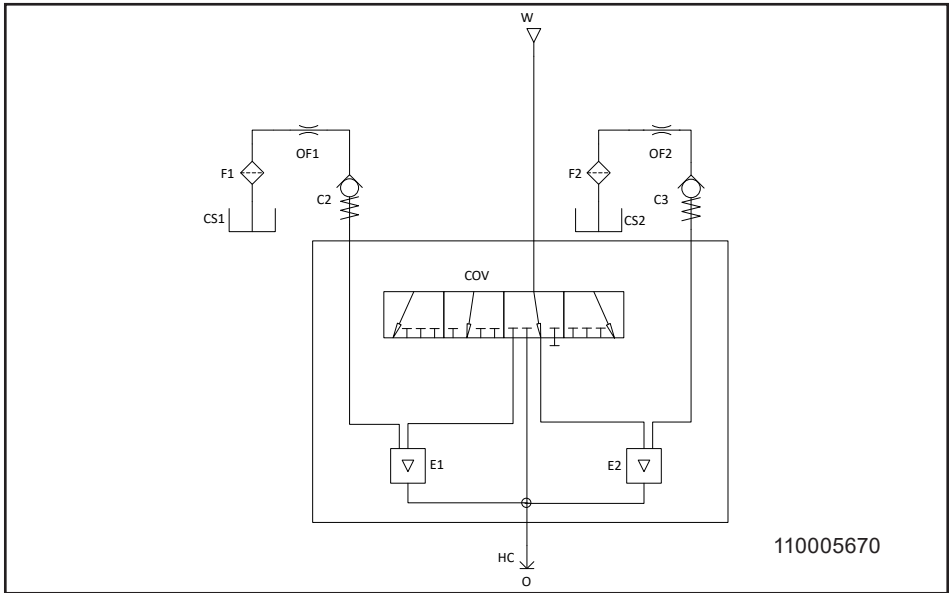 W
OF1
OF2
F1
F2
C2
C3
CS1
CS2
COV
E1
E2
110005670
HC
O